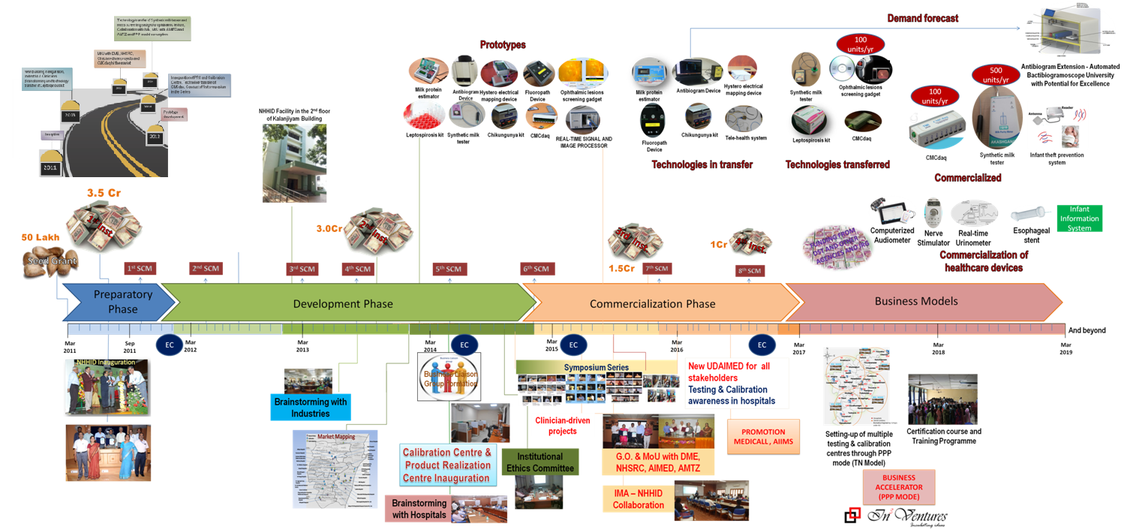 Demand forecast
Prototypes
100
units/yr
500
units/yr
100
units/yr
Antibiogram Extension - Automated
Bactibiogramoscope University
with Potential for Excellence
Milk protein
estimator
Antibiogram
Device
Hystero electrical
mapping device
Fluoropath
Device
Ophthalmic lesions
screening gadget
Milk protein
estimator
Antibiogram Device
Hystero electrical
mapping device
Synthetic milk
tester
Ophthalmic lesions
screening gadget
Leptospirosis kit
Synthetic milk
tester
Chikungunya kit
CMCdaq
REAL-TIME SIGNAL AND
IMAGE PROCESSOR
Fluoropath
Device
Chikungunya kit
Tele-health system
Leptospirosis kit
CMCdaq
CMCdaq
Synthetic milk
tester
Infant theft prevention
system
Technologies in transfer
Technologies transferred
Commercialized
NHHID Facility in the 2nd floor
of Kalanjiyam Building
2011
3.5 Cr
1st Inst.
50 Lakh
Seed Grant
3.0Cr
2nd Inst.
3rd Inst.
1.5Cr
1Cr
Computerized
Audiometer
Nerve
Stimulator
Real-time
Urinometer
Esophageal
stent
Infant
Information
System
Commercialization of
healthcare devices
1st SCM
2nd SCM
3rd SCM
4th SCM
5th SCM
6th SCM
7th SCM
8th SCM
Preparatory
Phase
Development Phase
Commercialization Phase
Business Models
Mar
2011
Sep
2011
EC
Mar
2012
Mar
2013
Mar
2014
EC
Mar
2015
EC
Mar
2016
EC
Mar
2017
Mar
2018
Mar
2019
And beyond
NHHID Inauguration
Brainstorming with
Industries
Market Mapping
Business Liaison
Group Formation
Calibration Centre &
Product Realization
Centre Inauguration
Brainstorming
with Hospitals
Symposium Series
Clinician-driven
projects
Institutional
Ethics Committee
G.O. & MoU with DME,
NHSRC, AIMED, AMTZ
IMA – NHHID
Collaboration
New UDAIMED for all
stakeholders
Testing & Calibration
awareness in hospitals
PROMOTION
MEDICALL, AIIMS
Setting-up of multiple
testing & calibration
centres through PPP
mode (TN Model)
Certification course and
Training Programme
BUSINESS
ACCELERATOR
(PPP MODE)